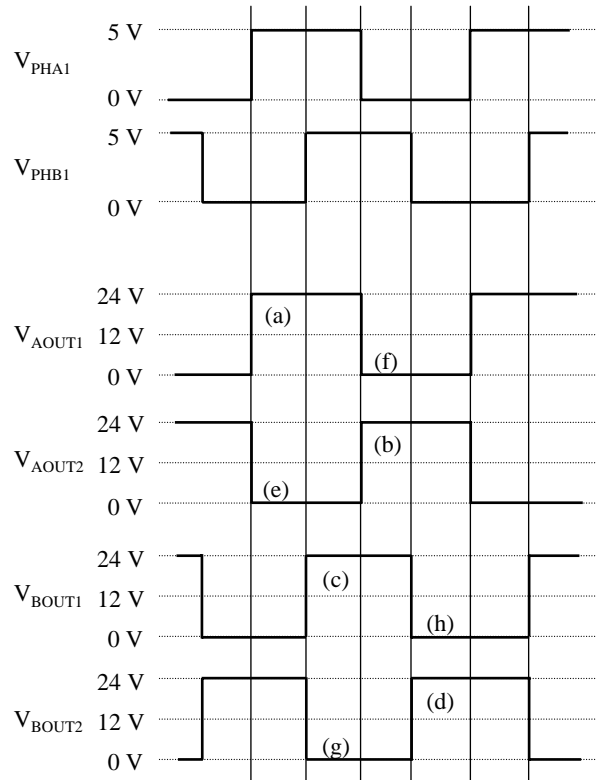 5 V
V_PHA1
0 V
5 V
V_PHB1
0 V
24 V
(a)
V_AOUT1 12 V
(f)
0 V
24 V
(b)
V_AOUT2 12 V
(e)
0 V
24 V
(c)
V_BOUT1 12 V
(h)
0 V
24 V
(d)
V_BOUT2 12 V
(g)
0 V